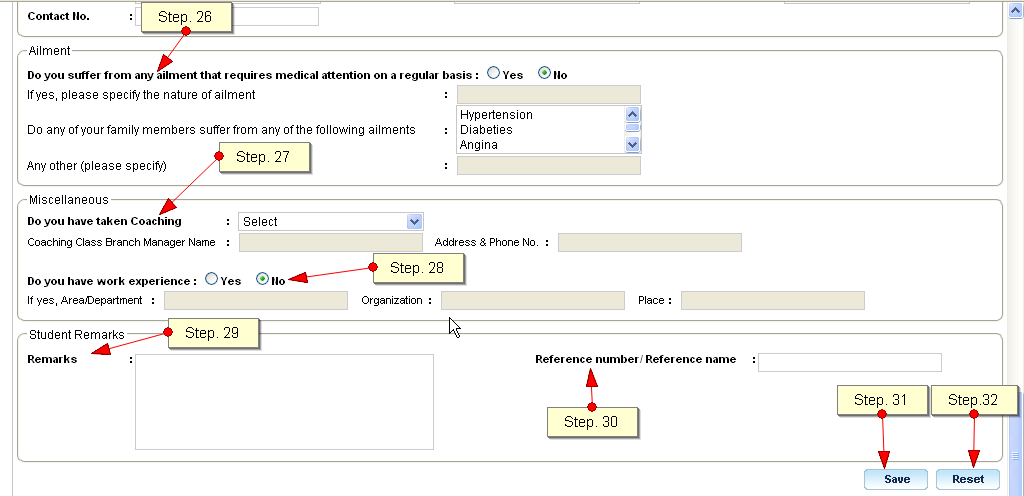 Contact No. :
Step. 26
Ailment
Do you suffer from any ailment that requires medical attention on a regular basis : Yes No
If yes, please specify the nature of ailment :
Do any of your family members suffer from any of the following ailments : Hypertension
Diabeties
Angina
Step. 27
Any other (please specify) :
Miscellaneous
Do you have taken Coaching : Select
Coaching Class Branch Manager Name : Address & Phone No. :
Do you have work experience : Yes No
Step. 28
If yes, Area/Department : Organization : Place :
Student Remarks
Step. 29
Remarks : Reference number/ Reference name :
Step. 30
Step. 31
Step.32
Save Reset